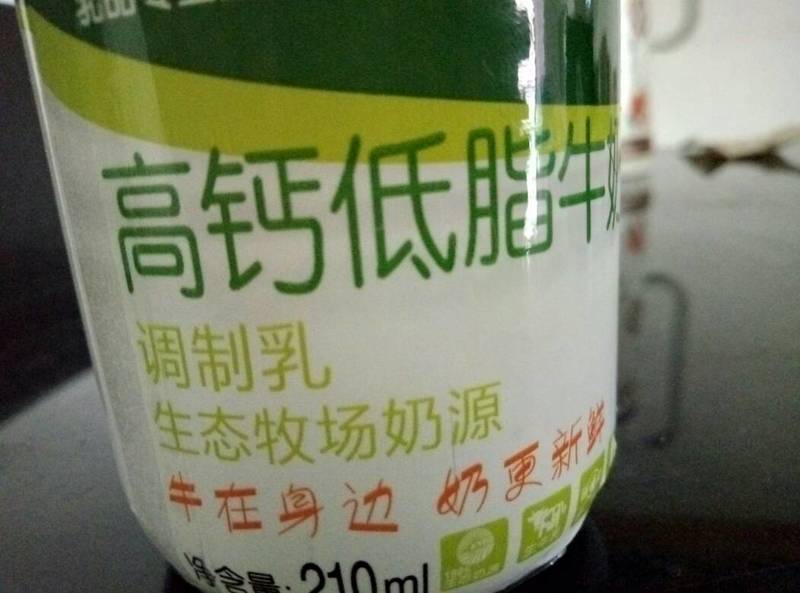 高钙低脂牛奶
调制乳
生态牧场奶源
牛在身边 奶更新鲜
净含量:210ml